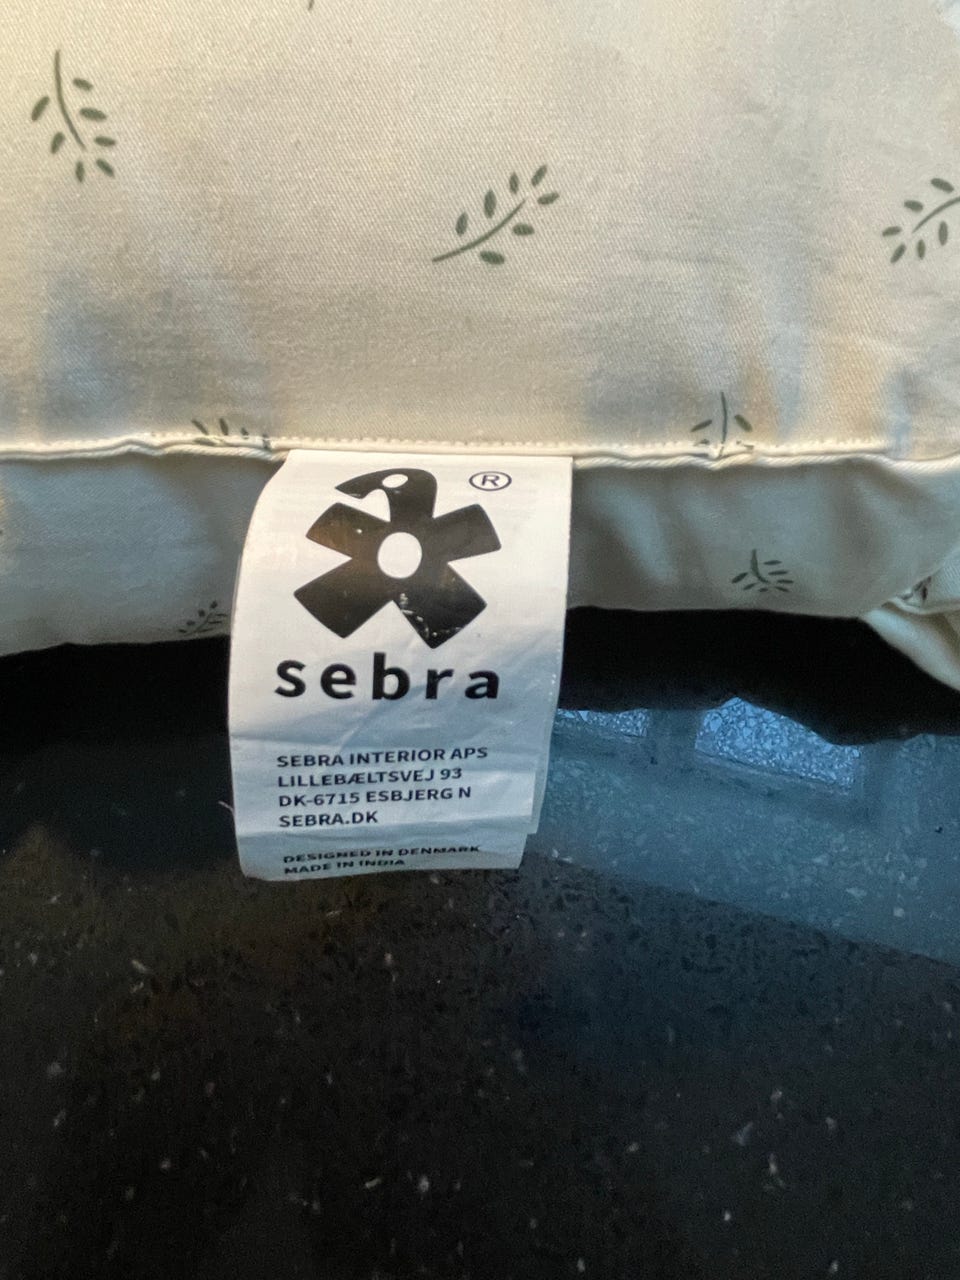 ®
sebra
SEBRA INTERIOR APS
LILLEBÆLTSVEJ 93
DK-6715 ESBJERG N
SEBRA.DK
DESIGNED IN DENMARK
MADE IN INDIA